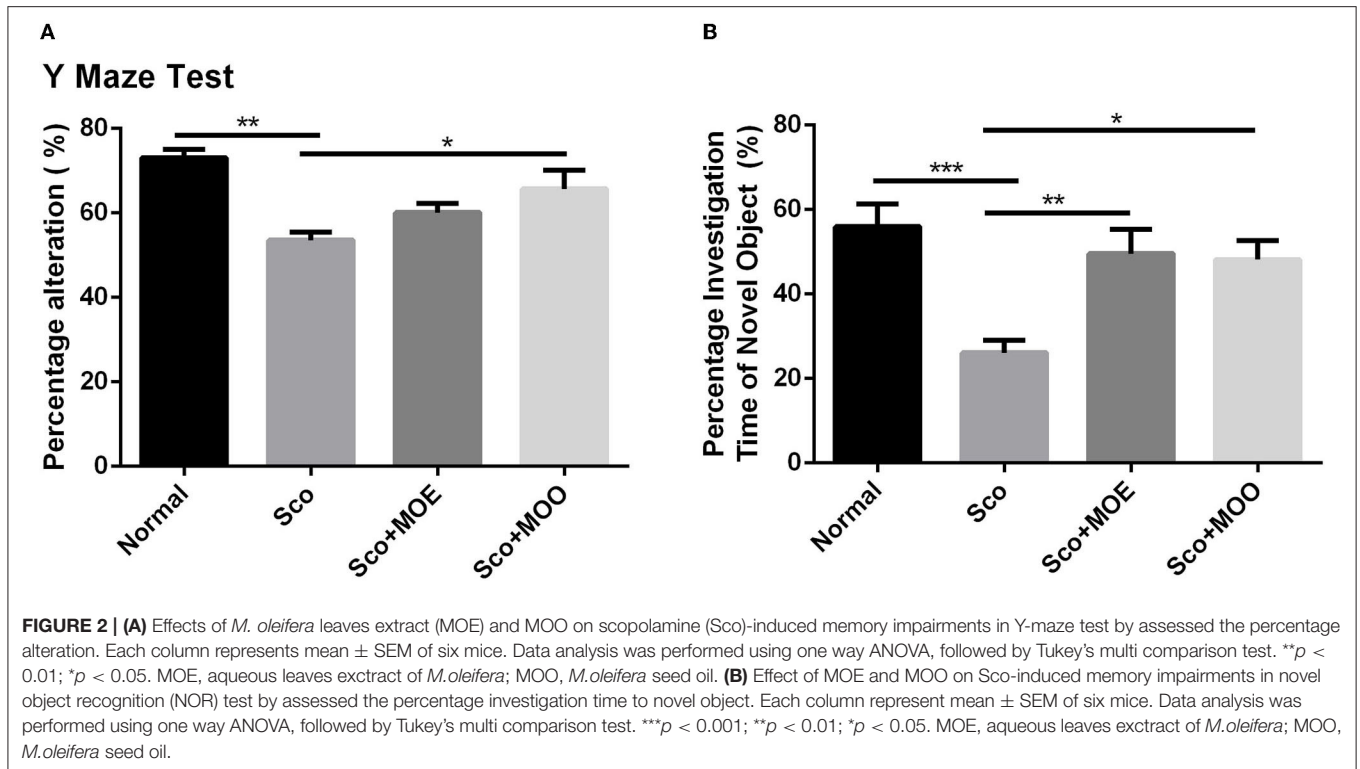 A
Y Maze Test
Percentage alteration ( %)
80
60
40
20
0
**
*
Normal
Sco
Sco+MOE
Sco+MOO
B
Percentage Investigation
Time of Novel Object (%)
80
60
40
20
0
***
**
*
Normal
Sco
Sco+MOE
Sco+MOO
FIGURE 2 | (A) Effects of M. oleifera leaves extract (MOE) and MOO on scopolamine (Sco)-induced memory impairments in Y-maze test by assessed the percentage
alteration. Each column represents mean ± SEM of six mice. Data analysis was performed using one way ANOVA, followed by Tukey's multi comparison test. **p <
0.01; *p < 0.05. MOE, aqueous leaves exctract of M.oleifera; MOO, M.oleifera seed oil. (B) Effect of MOE and MOO on Sco-induced memory impairments in novel
object recognition (NOR) test by assessed the percentage investigation time to novel object. Each column represent mean ± SEM of six mice. Data analysis was
performed using one way ANOVA, followed by Tukey's multi comparison test. ***p < 0.001; **p < 0.01; *p < 0.05. MOE, aqueous leaves exctract of M.oleifera; MOO,
M.oleifera seed oil.